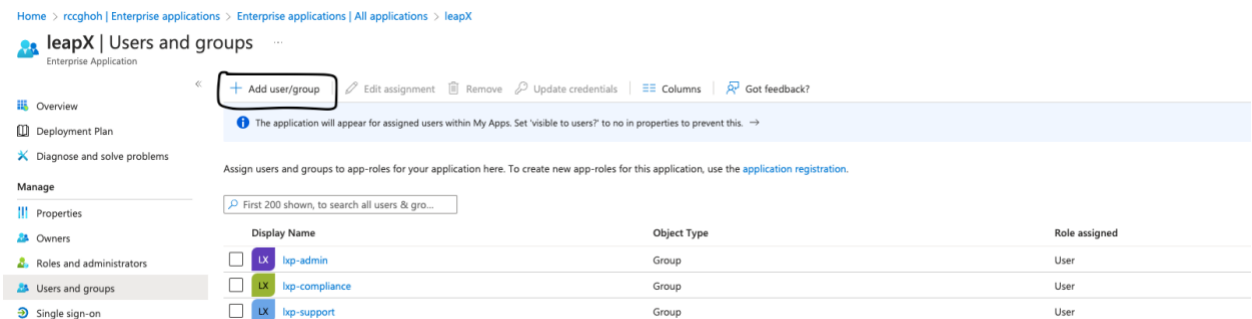 Home > rccghoh | Enterprise applications > Enterprise applications | All applications > leapX
leapX | Users and groups ...
Enterprise Application
«
+ Add user/group Edit assignment Remove Update credentials Columns Got feedback?
Overview
The application will appear for assigned users within My Apps. Set 'visible to users?' to no in properties to prevent this. →
Deployment Plan
Diagnose and solve problems
Assign users and groups to app-roles for your application here. To create new app-roles for this application, use the application registration.
Manage
First 200 shown, to search all users & gro...
Properties
Owners
Display Name Object Type Role assigned
Roles and administrators
LX lxp-admin Group User
Users and groups
LX lxp-compliance Group User
Single sign-on
LX lxp-support Group User